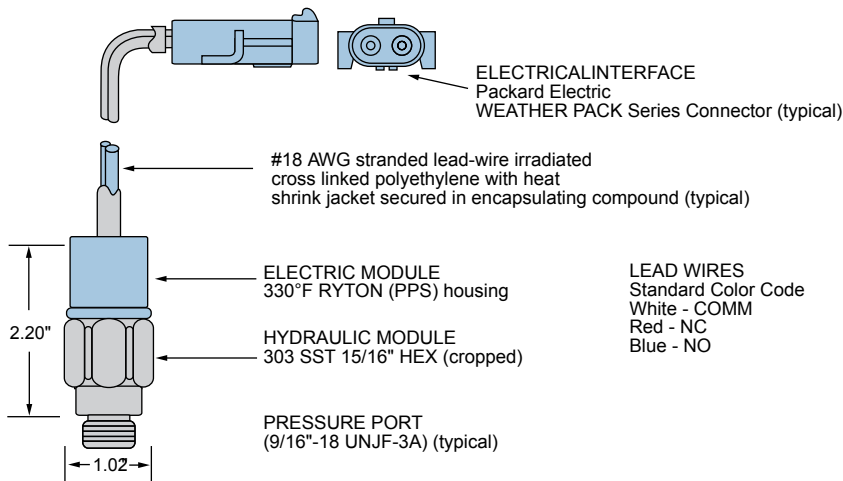 ELECTRICALINTERFACE
Packard Electric
WEATHER PACK Series Connector (typical)
#18 AWG stranded lead-wire irradiated
cross linked polyethylene with heat
shrink jacket secured in encapsulating compound (typical)
ELECTRIC MODULE
330°F RYTON (PPS) housing
LEAD WIRES
Standard Color Code
White - COMM
Red - NC
Blue - NO
2.20"
HYDRAULIC MODULE
303 SST 15/16" HEX (cropped)
PRESSURE PORT
(9/16"-18 UNJF-3A) (typical)
1.02"